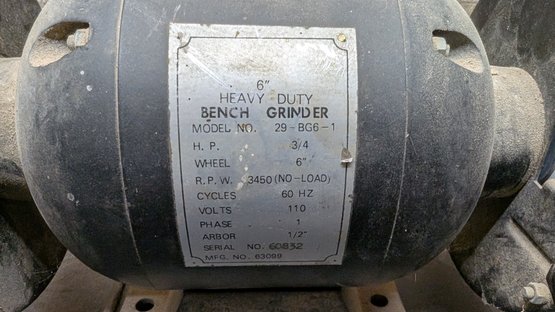 6"
HEAVY DUTY
BENCH GRINDER
MODEL NO. 29-BG6-1
H. P. 3/4
WHEEL 6"
R.P.W. 3450 (NO-LOAD)
CYCLES 60 HZ
VOLTS 110
PHASE 1
ARBOR 1/2"
SERIAL NO. 60832
MFG. NO. 63099